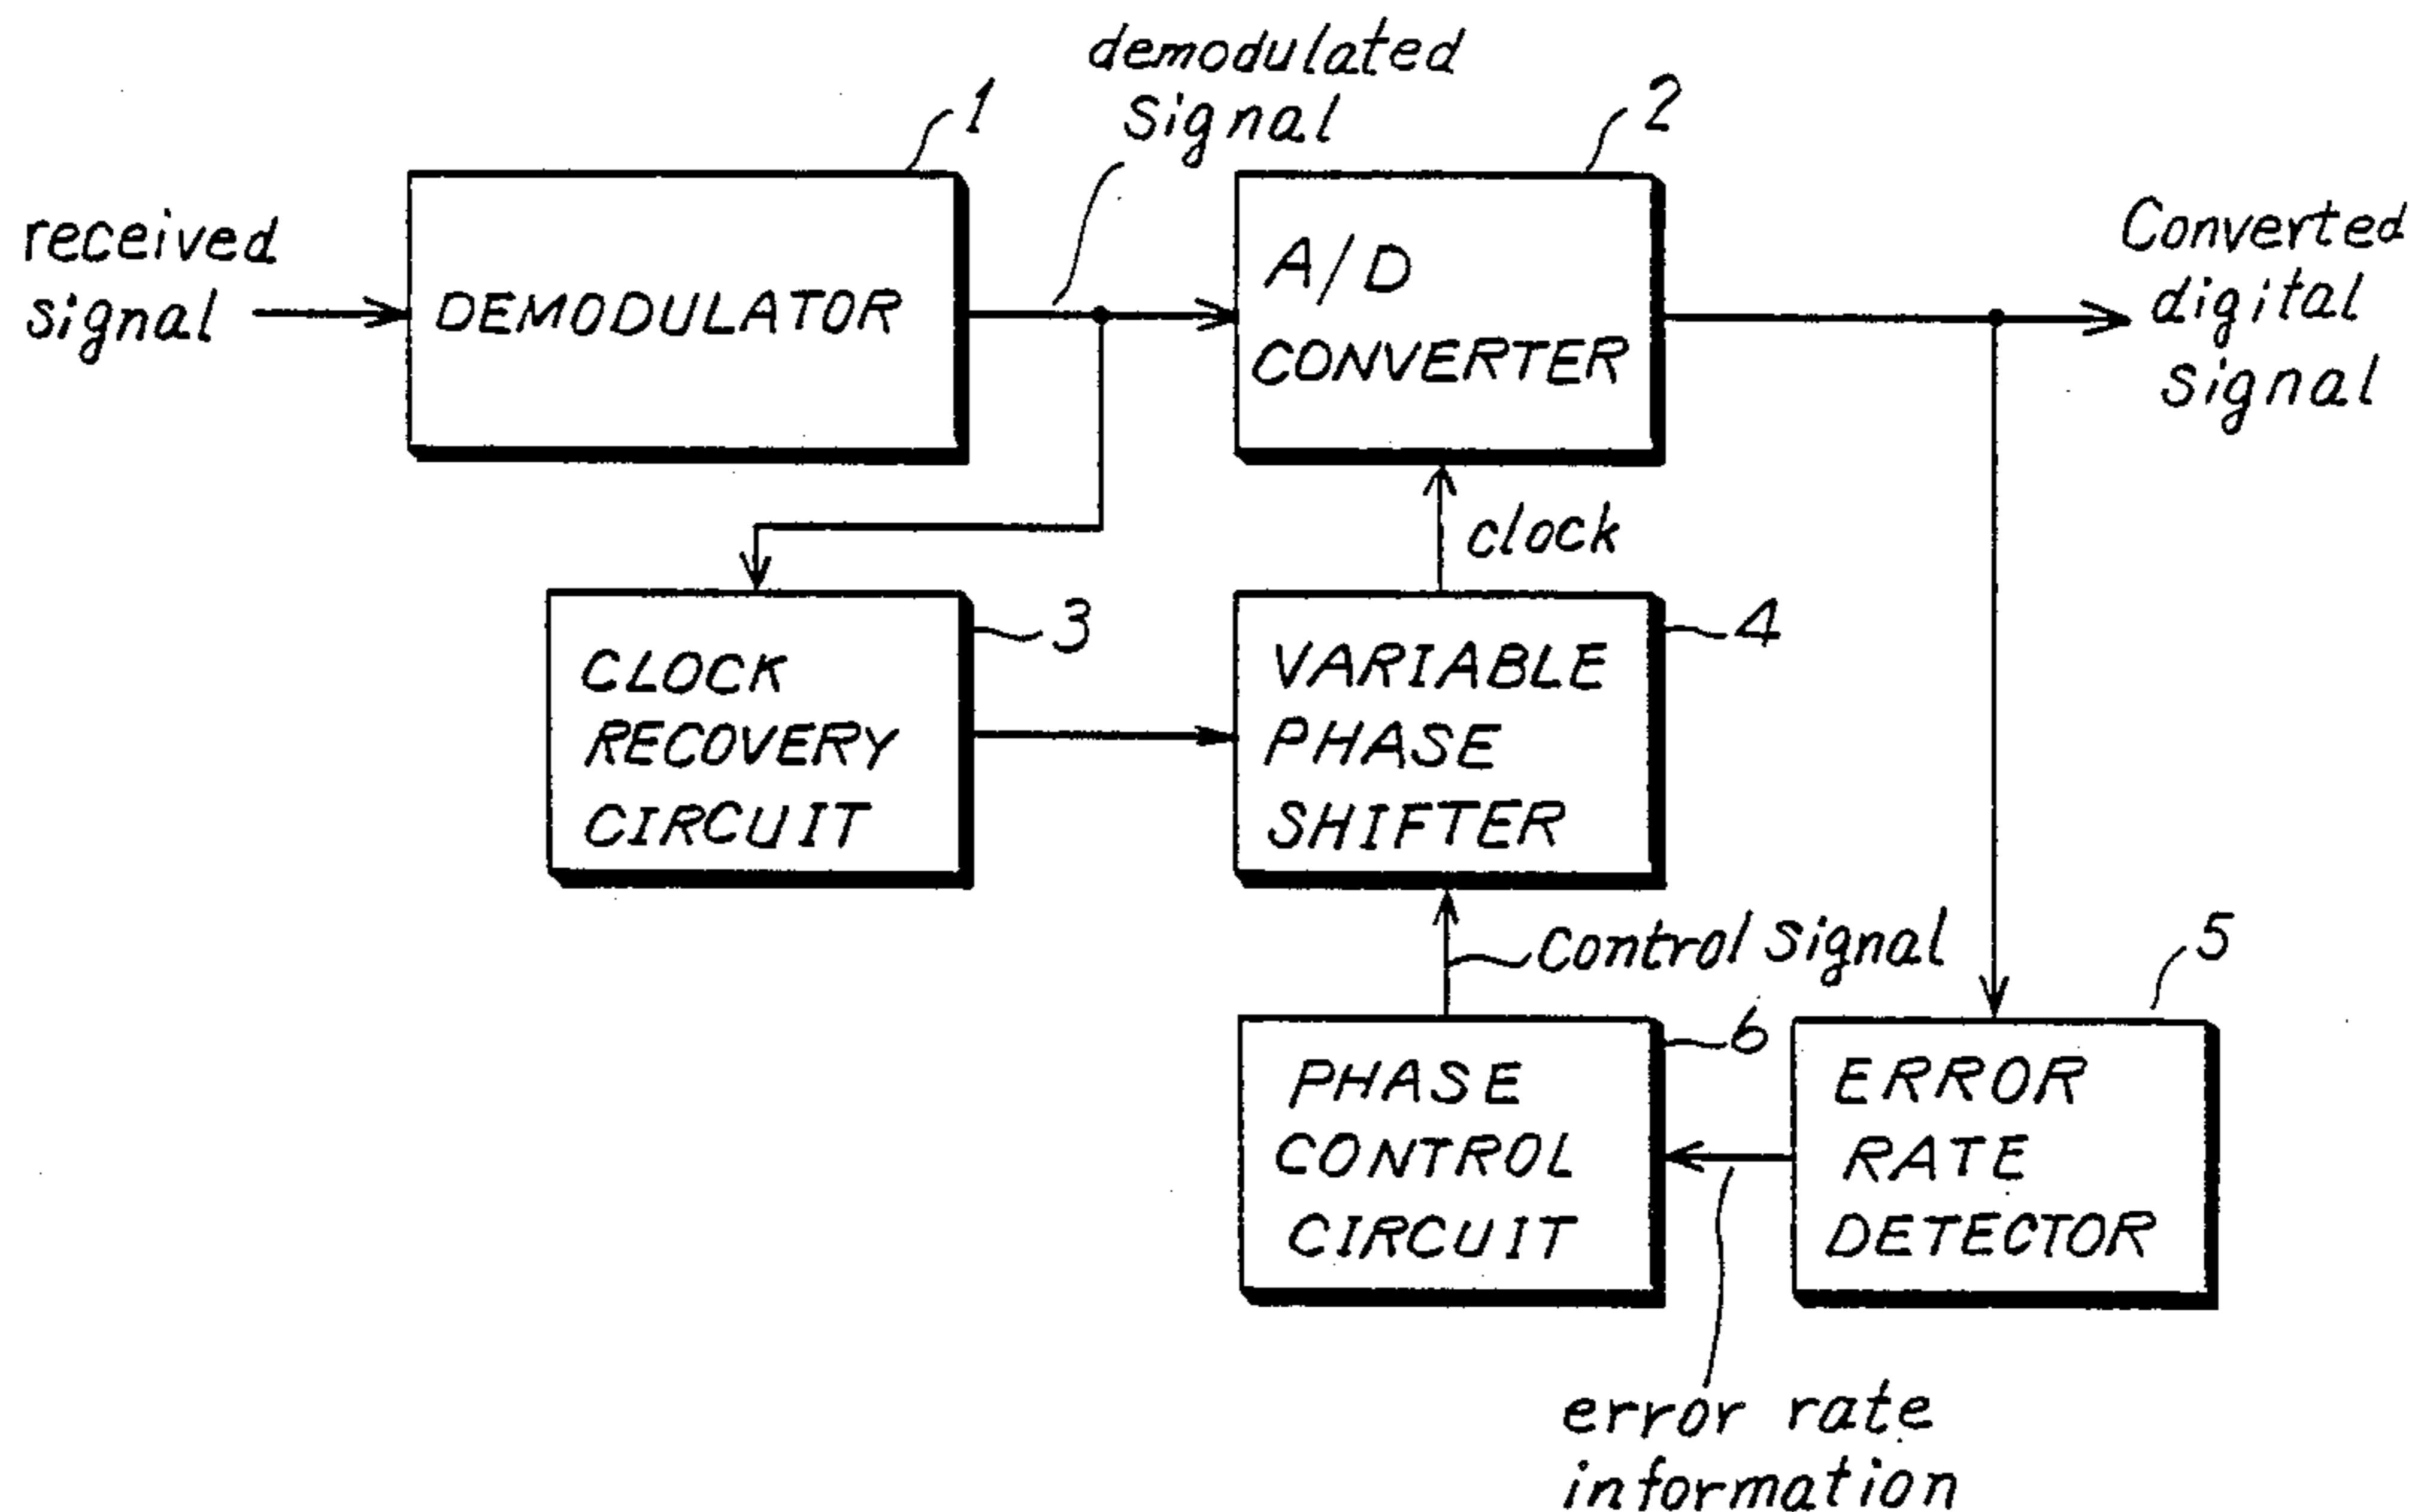 demodulated
signal
1
2
received
signal
DEMODULATOR
A/D
CONVERTER
Converted
digital
signal
clock
3
CLOCK
RECOVERY
CIRCUIT
4
VARIABLE
PHASE
SHIFTER
Control signal
5
6
PHASE
CONTROL
CIRCUIT
ERROR
RATE
DETECTOR
error rate
information